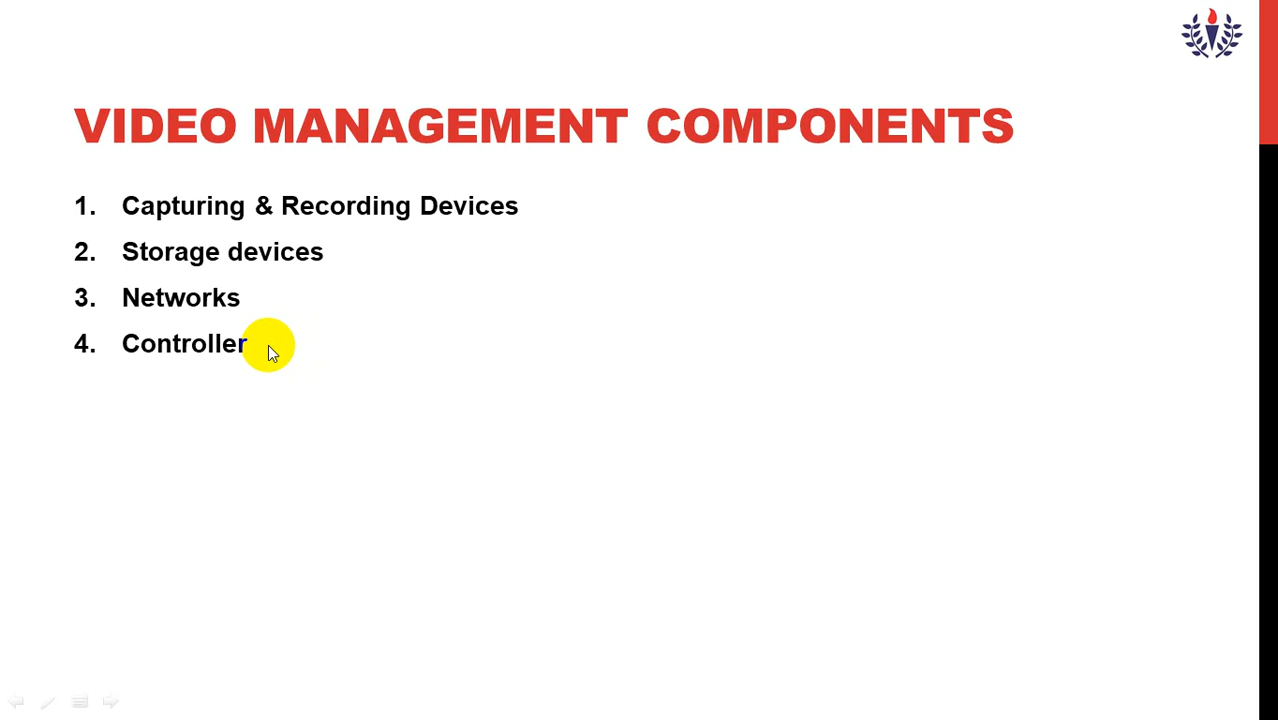 VIDEO MANAGEMENT COMPONENTS
1. Capturing & Recording Devices
2. Storage devices
3. Networks
4. Controller